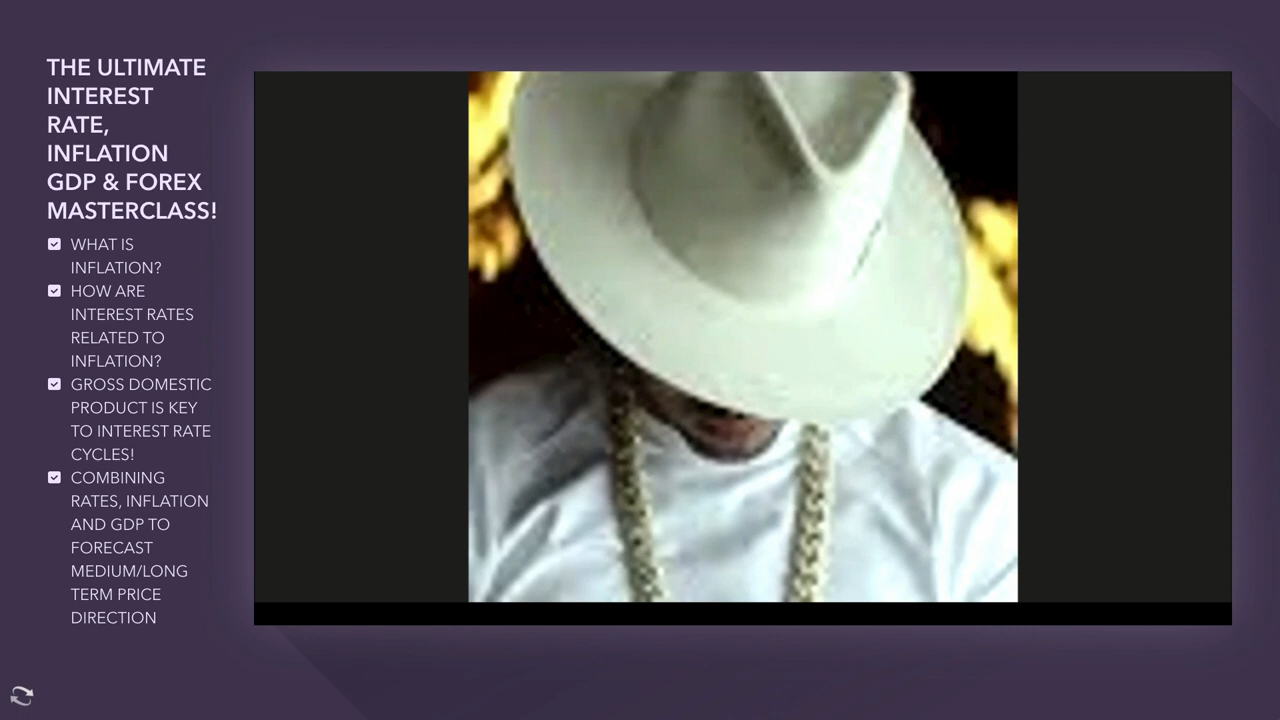 THE ULTIMATE
INTEREST
RATE,
INFLATION
GDP & FOREX
MASTERCLASS!
WHAT IS
INFLATION?
HOW ARE
INTEREST RATES
RELATED TO
INFLATION?
GROSS DOMESTIC
PRODUCT IS KEY
TO INTEREST RATE
CYCLES!
COMBINING
RATES, INFLATION
AND GDP TO
FORECAST
MEDIUM/LONG
TERM PRICE
DIRECTION